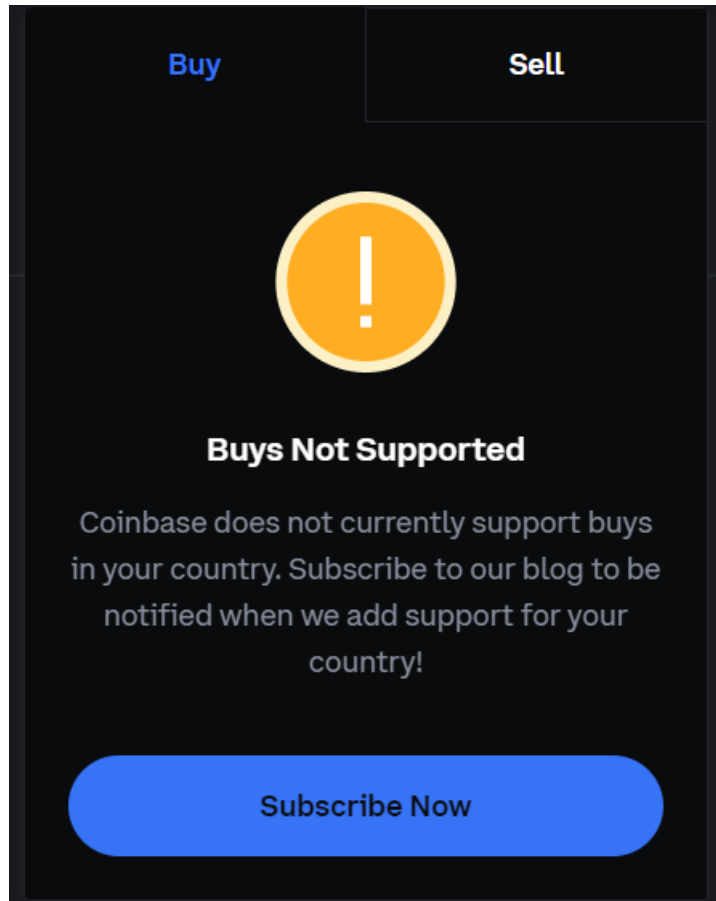 Buy
Sell
Buys Not Supported
Coinbase does not currently support buys
in your country. Subscribe to our blog to be
notified when we add support for your
country!
Subscribe Now